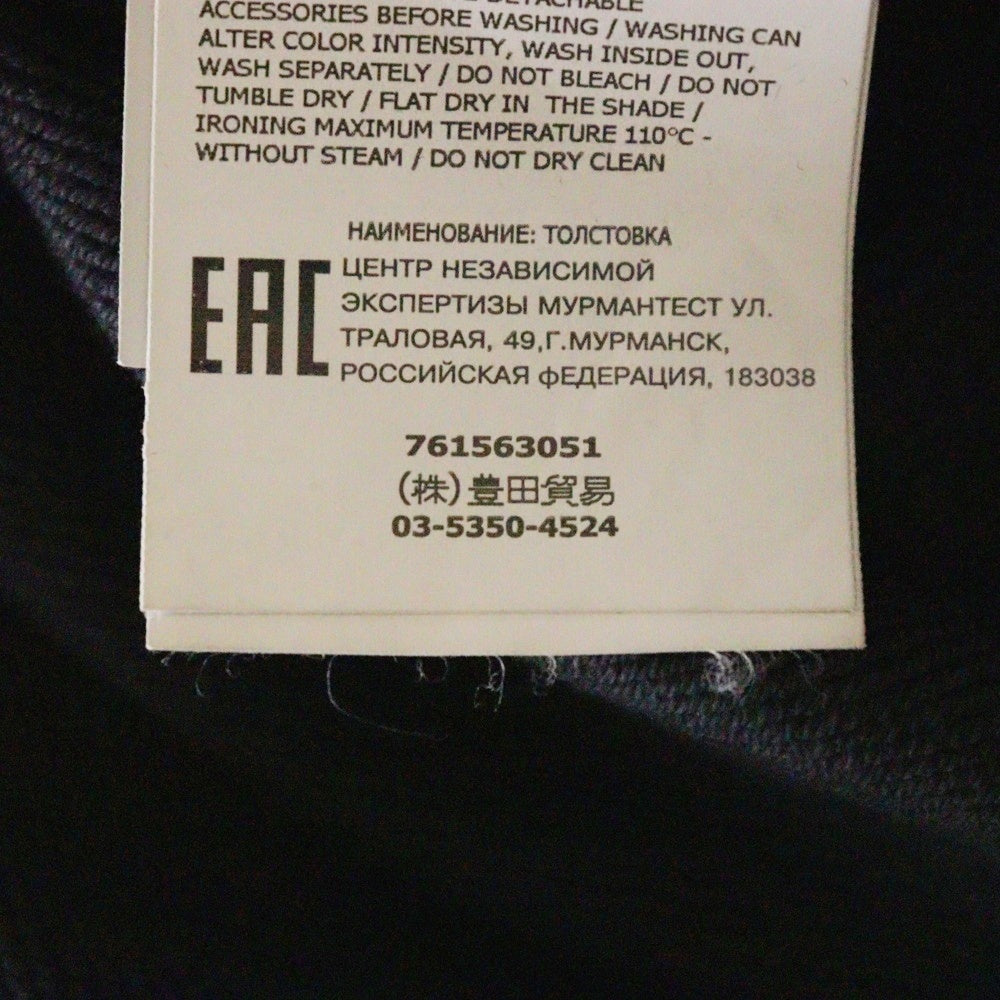 DETACHABLE
ACCESSORIES BEFORE WASHING / WASHING CAN
ALTER COLOR INTENSITY, WASH INSIDE OUT,
WASH SEPARATELY / DO NOT BLEACH / DO NOT
TUMBLE DRY / FLAT DRY IN THE SHADE /
IRONING MAXIMUM TEMPERATURE 110°C -
WITHOUT STEAM / DO NOT DRY CLEAN
НАИМЕНОВАНИЕ: ТОЛСТОВКА
EAC
ЦЕНТР НЕЗАВИСИМОЙ
ЭКСПЕРТИЗЫ МУРМАНТЕСТ УЛ.
ТРАЛОВАЯ, 49,Г.МУРМАНСК,
РОССИЙСКАЯ фЕДЕРАЦИЯ, 183038
761563051
(株)豊田貿易
03-5350-4524